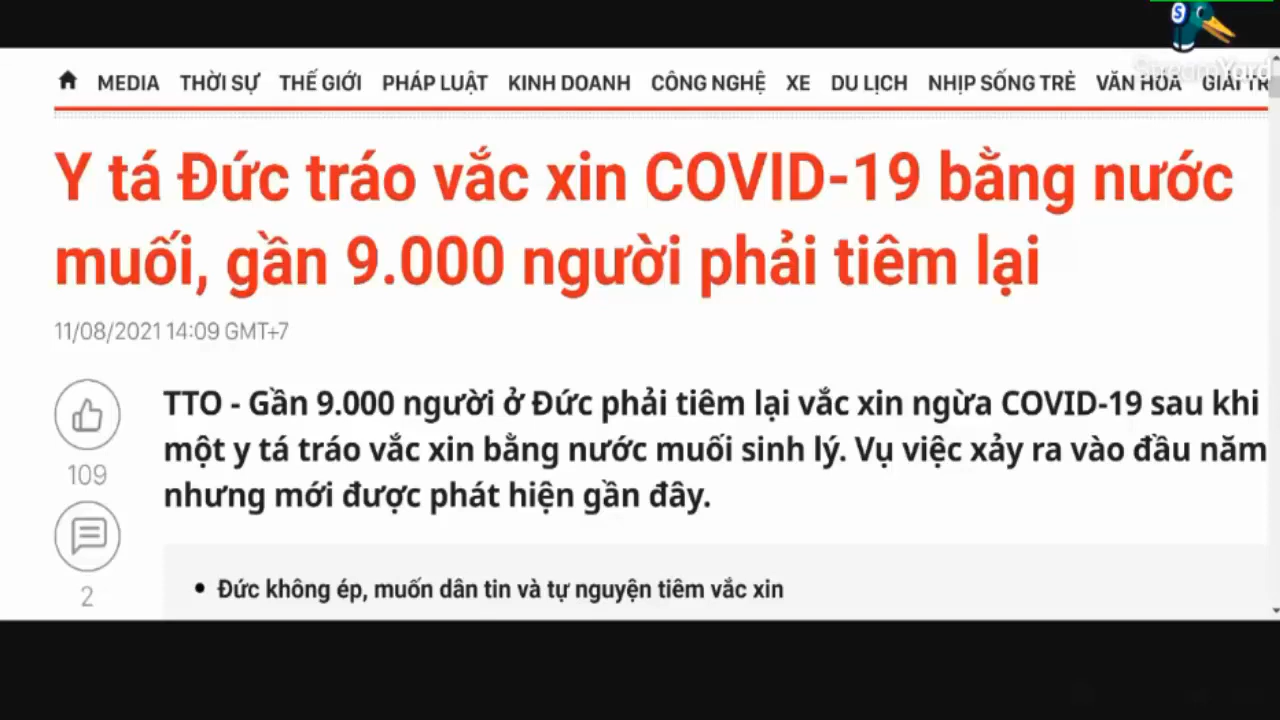 StreamYard
MEDIA THỜI SỰ THẾ GIỚI PHÁP LUẬT KINH DOANH CÔNG NGHỆ XE DU LỊCH NHỊP SỐNG TRẺ VĂN HÓA GIẢI TR
Y tá Đức tráo vắc xin COVID-19 bằng nước
muối, gần 9.000 người phải tiêm lại
11/08/2021 14:09 GMT+7
TTO - Gần 9.000 người ở Đức phải tiêm lại vắc xin ngừa COVID-19 sau khi
một y tá tráo vắc xin bằng nước muối sinh lý. Vụ việc xảy ra vào đầu năm
nhưng mới được phát hiện gần đây.
109
2
• Đức không ép, muốn dân tin và tự nguyện tiêm vắc xin